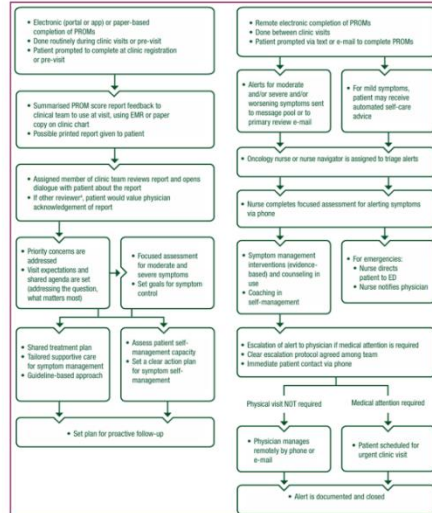 • Electronic (portal or app) or paper-based
completion of PROMs
• Done routinely during clinic visits or pre-visit
• Patient prompted to complete at clinic registration
or pre-visit
• Summarised PROM score report feedback to
clinical team to use at visit, using EMR or paper
copy on clinic chart
• Possible printed report given to patient
• Assigned member of clinic team reviews report and opens
dialogue with patient about the report
• If other reviewerª, patient would value physician
acknowledgement of report
• Priority concerns are
addressed
• Visit expectations and
shared agenda are set
(addressing the question,
what matters most)
• Focused assessment
for moderate and
severe symptoms
• Set goals for symptom
control
• Shared treatment plan
• Tailored supportive care
for symptom management
• Guideline-based approach
• Assess patient self-
management capacity
• Set a clear action plan
for symptom self-
management
• Set plan for proactive follow-up
• Remote electronic completion of PROMs
• Done between clinic visits
• Patient prompted via text or e-mail to complete PROMs
• Alerts for moderate
and/or severe and/or
worsening symptoms sent
to message pool or to
primary review e-mail
• For mild symptoms,
patient may receive
automated self-care
advice
• Oncology nurse or nurse navigator is assigned to triage alerts
• Nurse completes focused assessment for alerting symptoms
via phone
• Symptom management
interventions (evidence-
based) and counseling in
use
• Coaching in
self-management
• For emergencies:
• Nurse directs
patient to ED
• Nurse notifies physician
• Escalation of alert to physician if medical attention is required
• Clear escalation protocol agreed among team
• Immediate patient contact via phone
Physical visit NOT required
Medical attention required
• Physician manages
remotely by phone or
e-mail
• Patient scheduled for
urgent clinic visit
• Alert is documented and closed